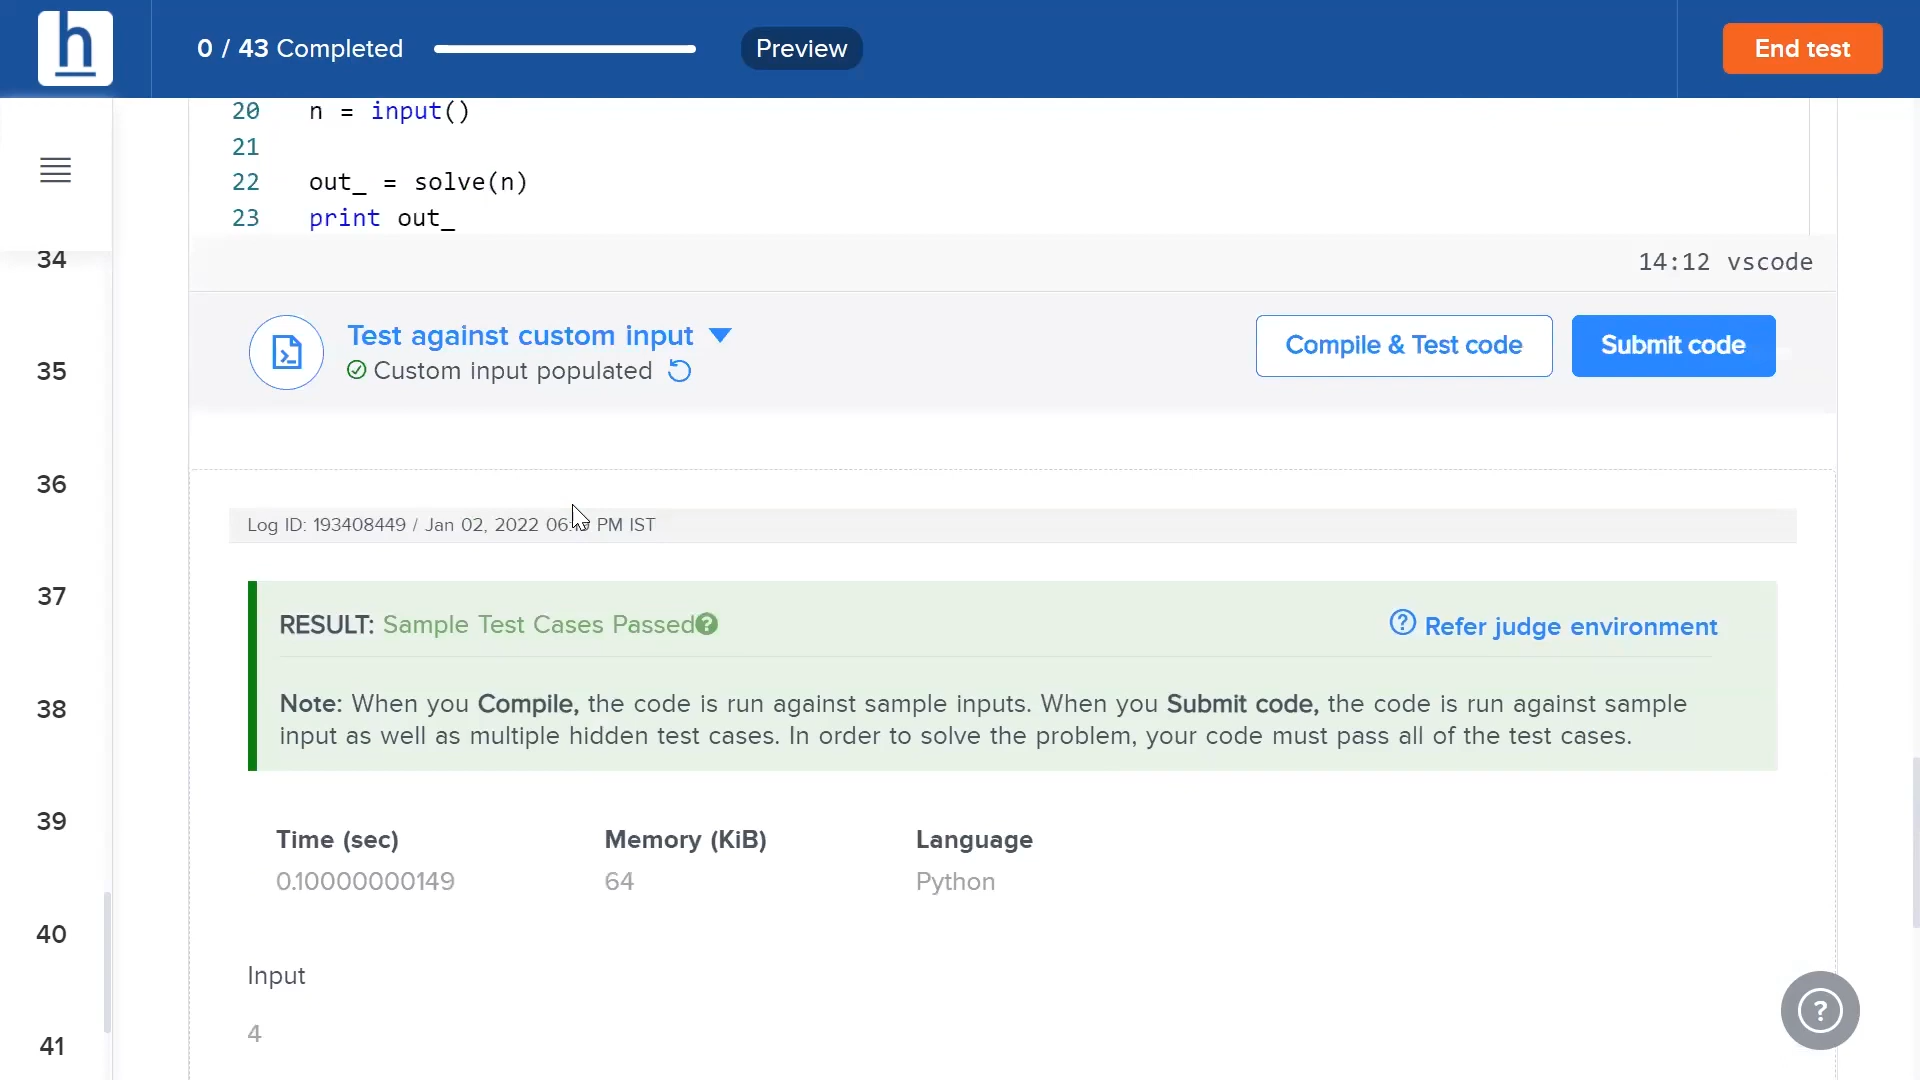 h
0 / 43 Completed
Preview
End test
20 n = input()
21
22 out_ = solve(n)
23 print out_
14:12 vscode
34
35
36
37
38
39
40
41
Test against custom input
Custom input populated
Compile & Test code
Submit code
Log ID: 193408449 / Jan 02, 2022 06: PM IST
RESULT: Sample Test Cases Passed
Refer judge environment
Note: When you Compile, the code is run against sample inputs. When you Submit code, the code is run against sample
input as well as multiple hidden test cases. In order to solve the problem, your code must pass all of the test cases.
Time (sec) Memory (KiB) Language
0.10000000149 64 Python
Input
4
?